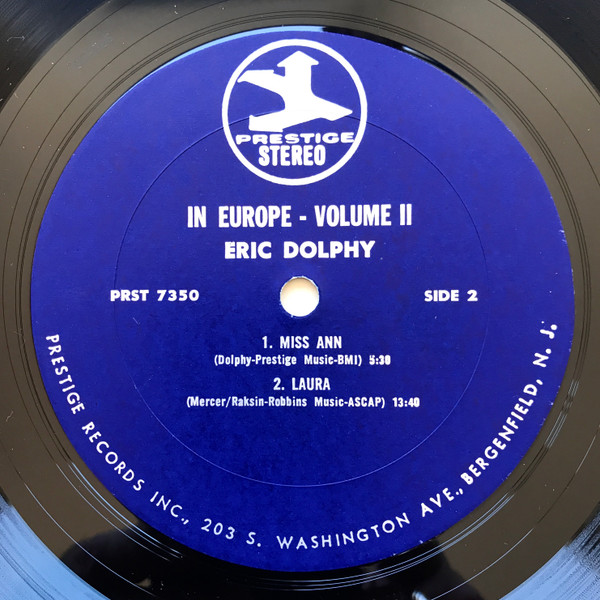 PRESTIGE
STEREO
IN EUROPE - VOLUME II
ERIC DOLPHY
PRST 7350
SIDE 2
1. MISS ANN
(Dolphy-Prestige Music-BMI) 5:30
2. LAURA
(Mercer/Raksin-Robbins Music-ASCAP) 13:40
PRESTIGE RECORDS INC., 203 S. WASHINGTON AVE., BERGENFIELD, N. J.